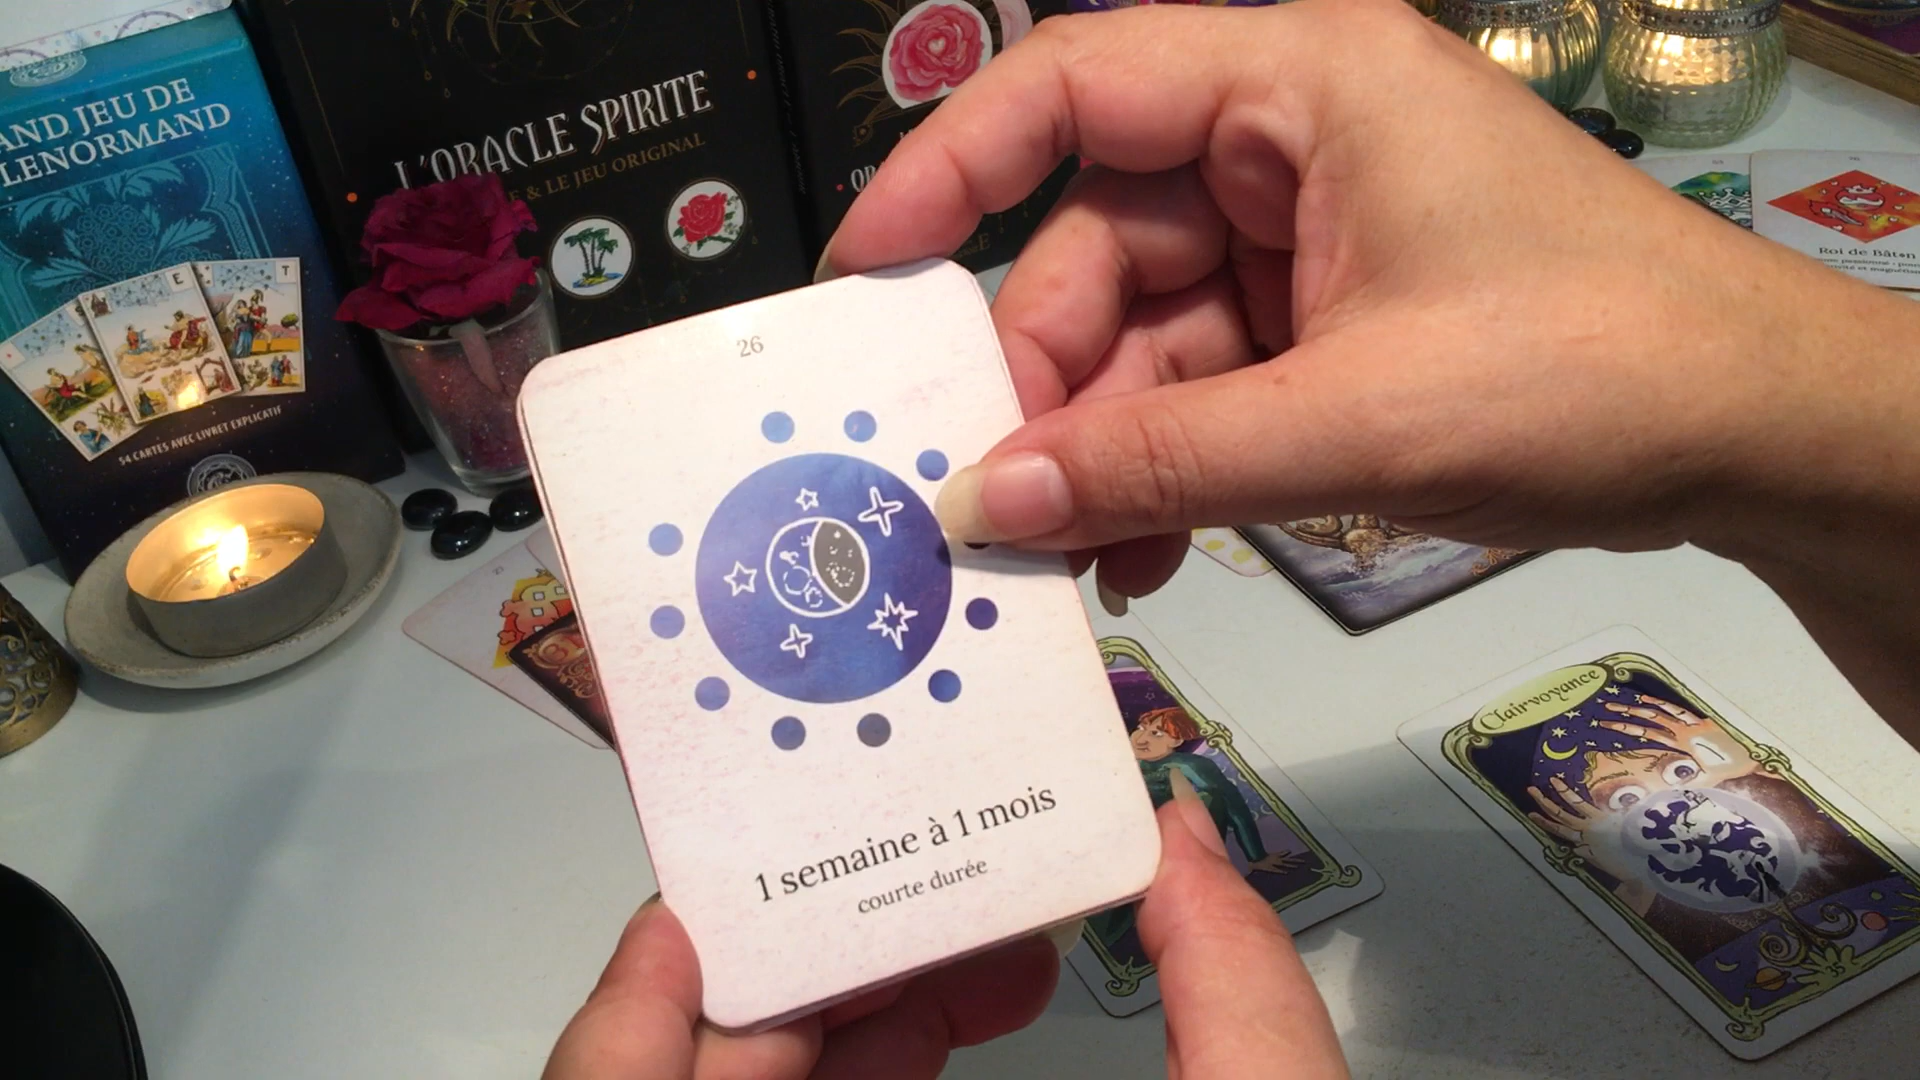 AND JEU DE
LENORMAND
E
T
54 CARTES AVEC LIVRET EXPLICATIF
L'ORACLE SPIRITE
E & LE JEU ORIGINAL
26
1 semaine à 1 mois
courte durée
Clairvoyance
35
Roi de Bâton